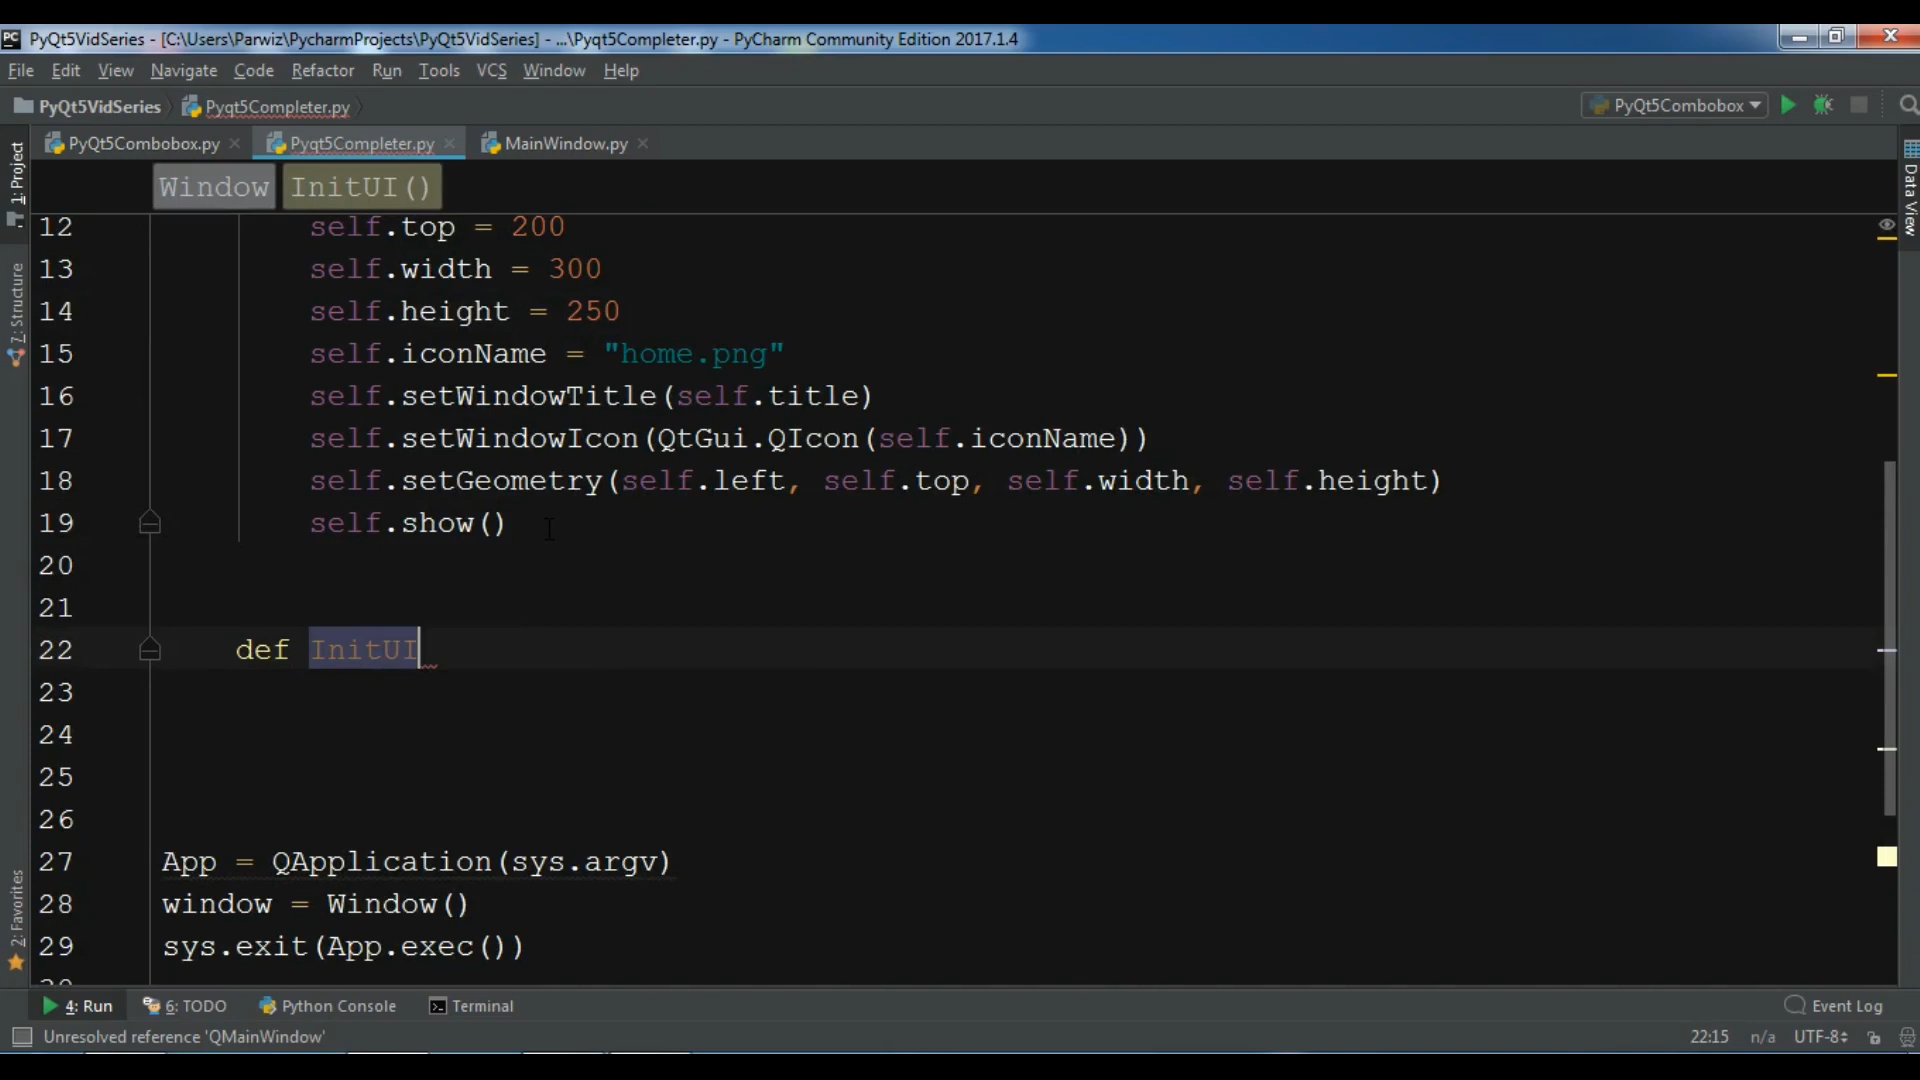 PC PyQt5VidSeries - [C:\Users\Parwiz\PycharmProjects\PyQt5VidSeries] - ...\Pyqt5Completer.py - PyCharm Community Edition 2017.1.4
File Edit View Navigate Code Refactor Run Tools VCS Window Help
PyQt5VidSeries Pyqt5Completer.py PyQt5Combobox
PyQt5Combobox.py Pyqt5Completer.py MainWindow.py
1: Project
7: Structure
2: Favorites
Data View
Window InitUI()
12 self.top = 200
13 self.width = 300
14 self.height = 250
15 self.iconName = "home.png"
16 self.setWindowTitle(self.title)
17 self.setWindowIcon(QtGui.QIcon(self.iconName))
18 self.setGeometry(self.left, self.top, self.width, self.height)
19 self.show()
20
21
22 def InitUI
23
24
25
26
27 App = QApplication(sys.argv)
28 window = Window()
29 sys.exit(App.exec())
30
4: Run 6: TODO Python Console Terminal Event Log
Unresolved reference 'QMainWindow' 22:15 n/a UTF-8